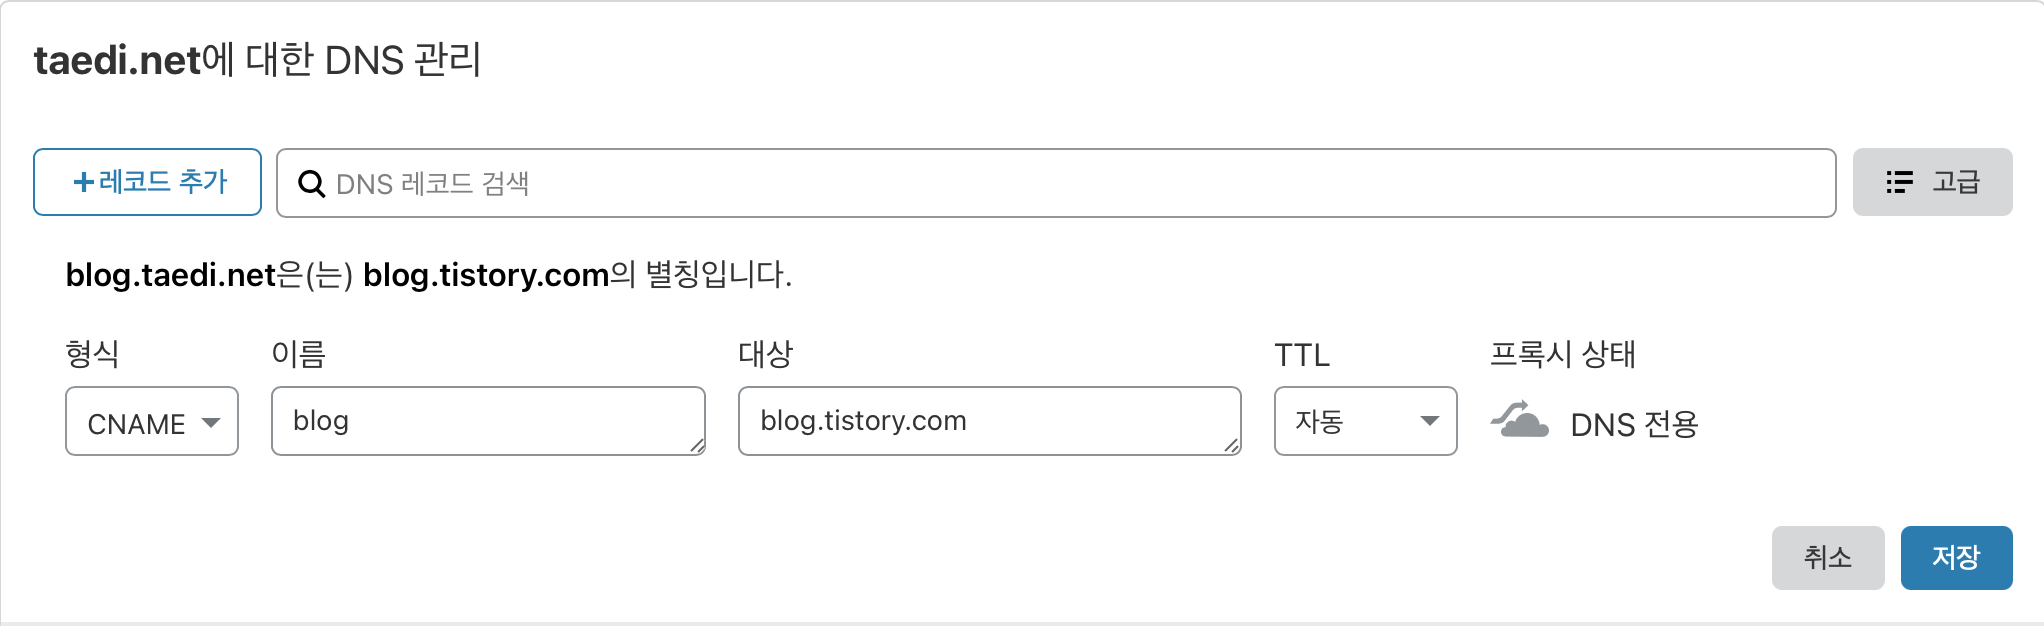 taedi.net에 대한 DNS 관리
+레코드 추가 DNS 레코드 검색 고급
blog.taedi.net은(는) blog.tistory.com의 별칭입니다.
형식 이름 대상 TTL 프록시 상태
CNAME blog blog.tistory.com 자동 DNS 전용
취소 저장